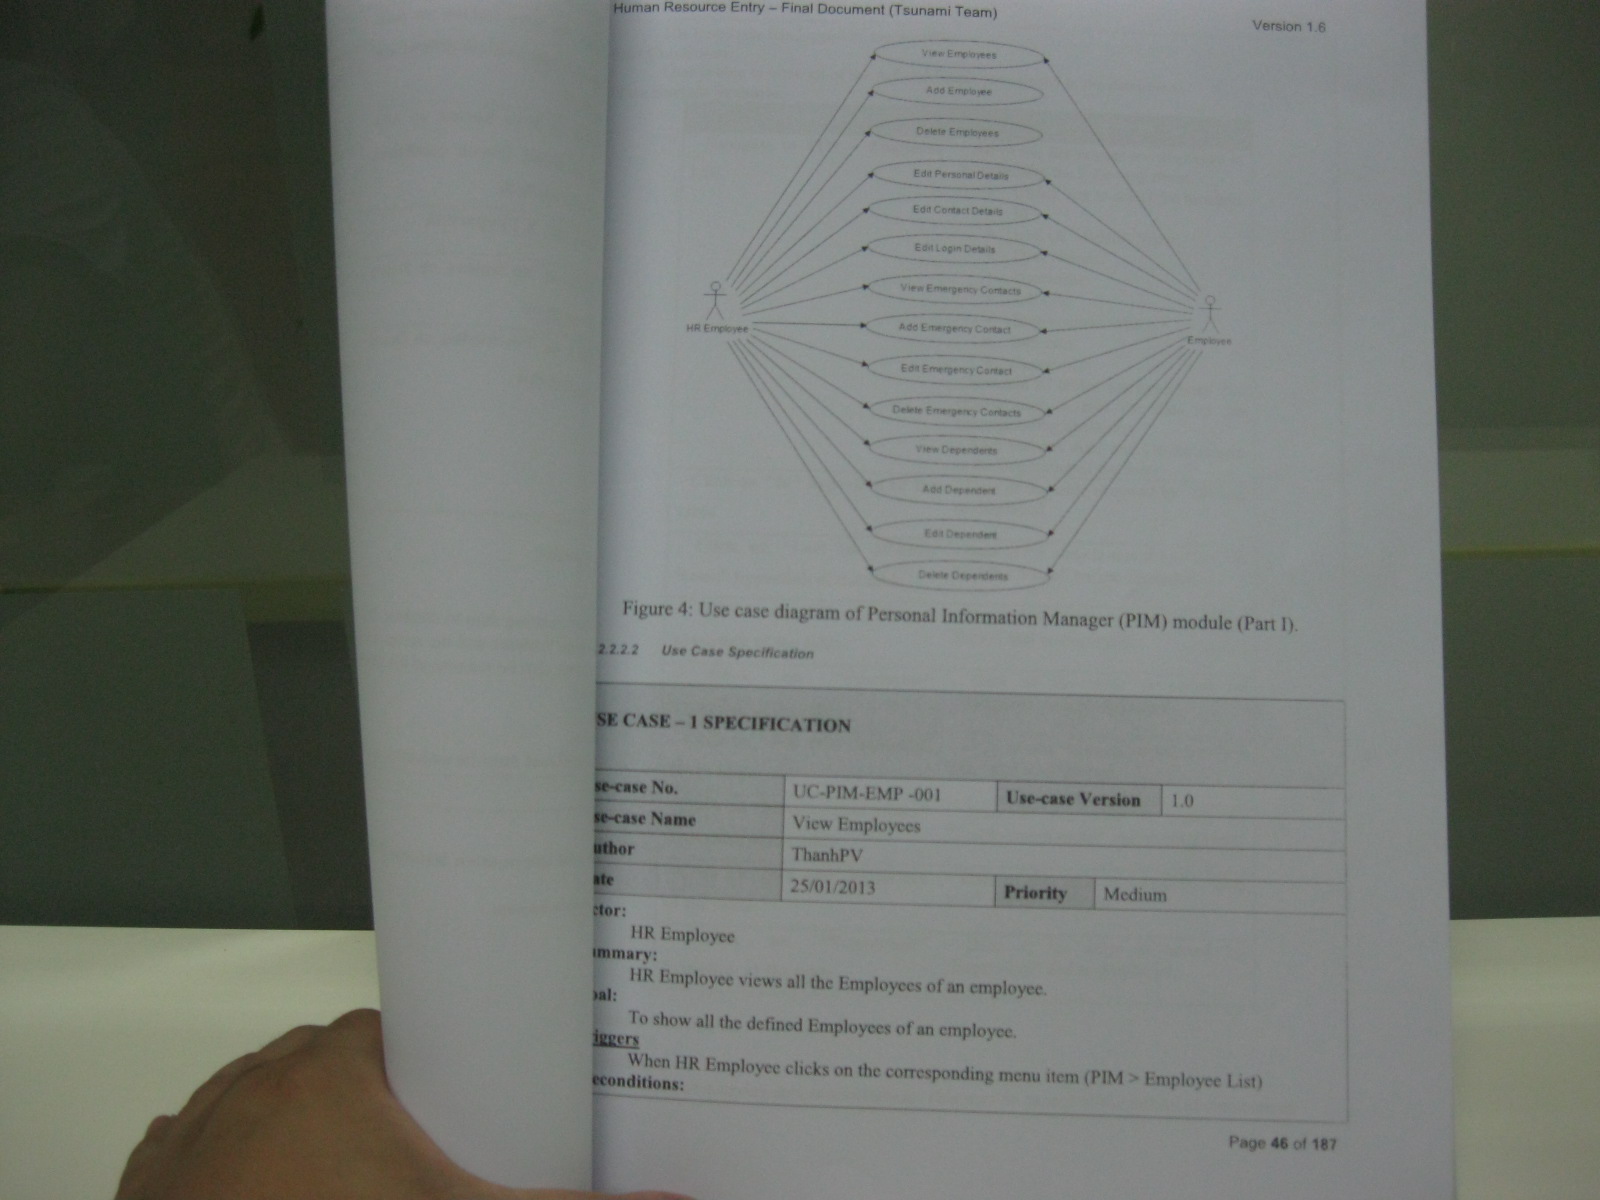 Human Resource Entry – Final Document (Tsunami Team)
Version 1.6
View Employees
Add Employee
Delete Employees
Edit Personal Details
Edit Contact Details
Edit Login Details
View Emergency Contacts
HR Employee
Add Emergency Contact
Employee
Edit Emergency Contact
Delete Emergency Contacts
View Dependents
Add Dependent
Edit Dependent
Delete Dependents
Figure 4: Use case diagram of Personal Information Manager (PIM) module (Part I).
2.2.2.2 Use Case Specification
SE CASE – 1 SPECIFICATION
se-case No. UC-PIM-EMP -001 Use-case Version 1.0
se-case Name View Employees
uthor ThanhPV
ate 25/01/2013 Priority Medium
ctor:
HR Employee
mmary:
HR Employee views all the Employees of an employee.
oal:
To show all the defined Employees of an employee.
iggers
When HR Employee clicks on the corresponding menu item (PIM > Employee List)
econditions:
Page 46 of 187